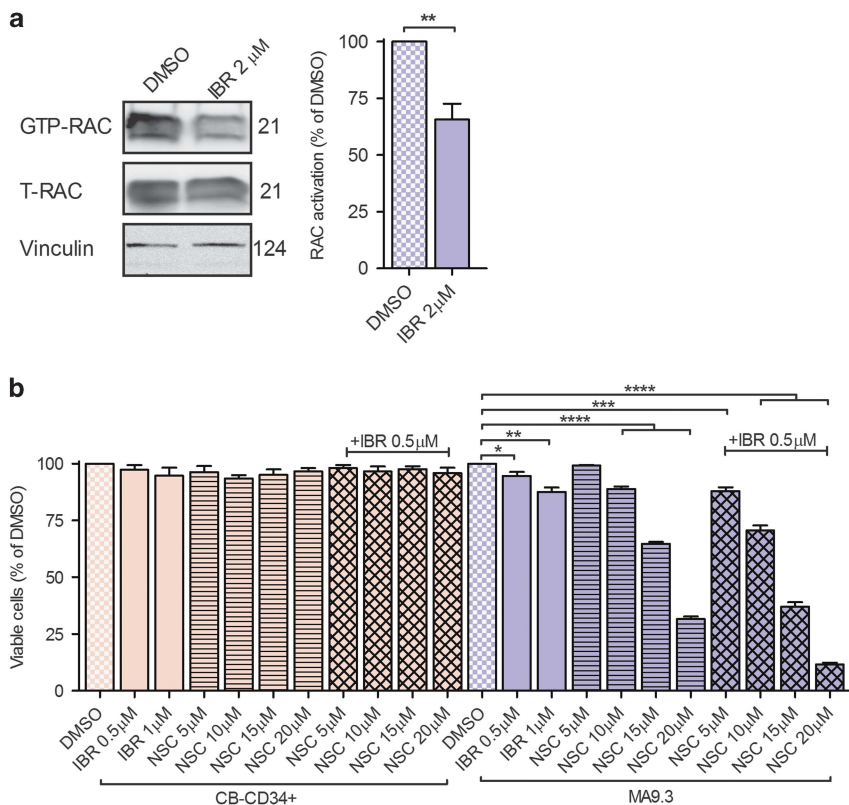 a
DMSO
IBR 2 μM
GTP-RAC
21
T-RAC
21
Vinculin
124
RAC activation (% of DMSO)
100
75
50
25
0
**
DMSO
IBR 2μM
b
Viable cells (% of DMSO)
100
75
50
25
0
+IBR 0.5μM
****
***
****
**
*
+IBR 0.5μM
DMSO
IBR 0.5μM
IBR 1μM
NSC 5μM
NSC 10μM
NSC 15μM
NSC 20μM
NSC 5μM
NSC 10μM
NSC 15μM
NSC 20μM
DMSO
IBR 0.5μM
IBR 1μM
NSC 5μM
NSC 10μM
NSC 15μM
NSC 20μM
NSC 5μM
NSC 10μM
NSC 15μM
NSC 20μM
CB-CD34+
MA9.3